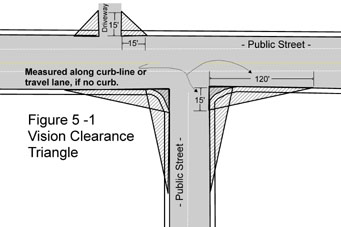 Driveway
15'
15'
- Public Street -
Measured along curb-line or
travel lane, if no curb.
120'
15'
Figure 5 -1
Vision Clearance
Triangle
- Public Street -